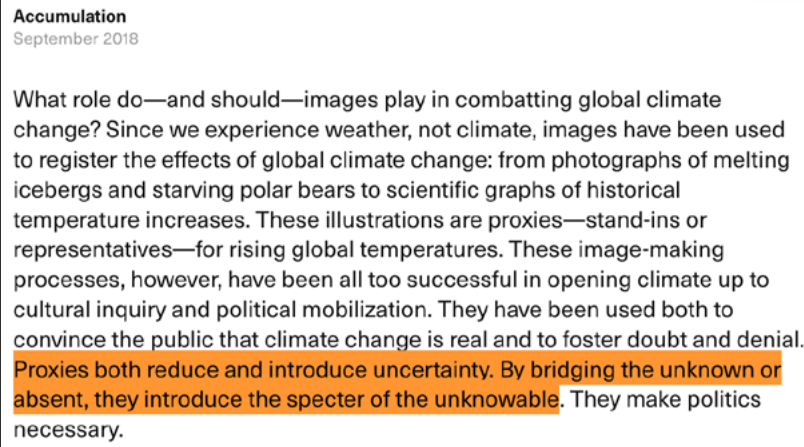 Accumulation
September 2018
What role do—and should—images play in combatting global climate
change? Since we experience weather, not climate, images have been used
to register the effects of global climate change: from photographs of melting
icebergs and starving polar bears to scientific graphs of historical
temperature increases. These illustrations are proxies—stand-ins or
representatives—for rising global temperatures. These image-making
processes, however, have been all too successful in opening climate up to
cultural inquiry and political mobilization. They have been used both to
convince the public that climate change is real and to foster doubt and denial.
Proxies both reduce and introduce uncertainty. By bridging the unknown or
absent, they introduce the specter of the unknowable. They make politics
necessary.